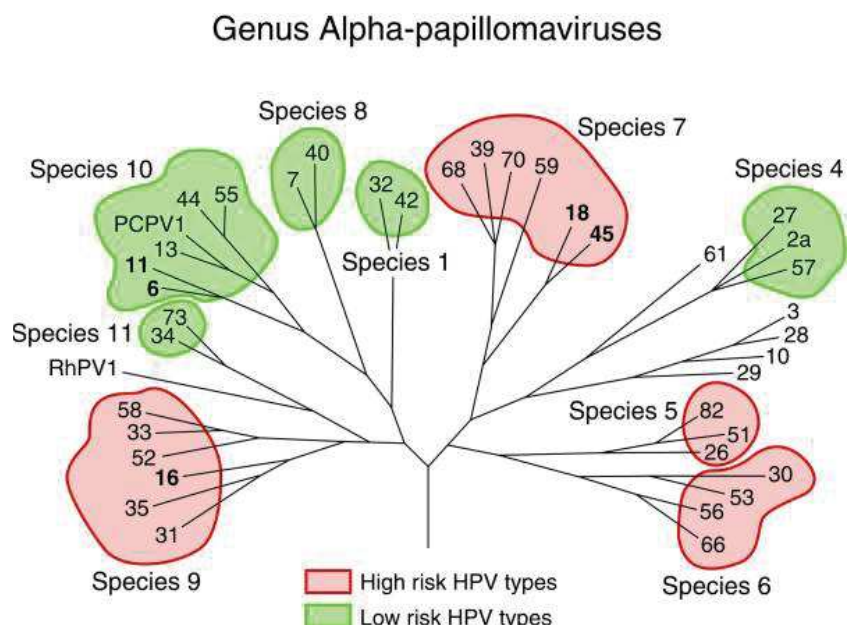 Genus Alpha-papillomaviruses
Species 10
44
55
PCPV1
13
11
6
Species 8
40
7
32
42
Species 1
Species 7
39
70
59
68
18
45
Species 4
27
2a
57
61
3
28
10
29
Species 11
73
34
RhPV1
58
33
52
16
35
31
Species 9
Species 5
82
51
26
30
53
56
66
Species 6
High risk HPV types
Low risk HPV types